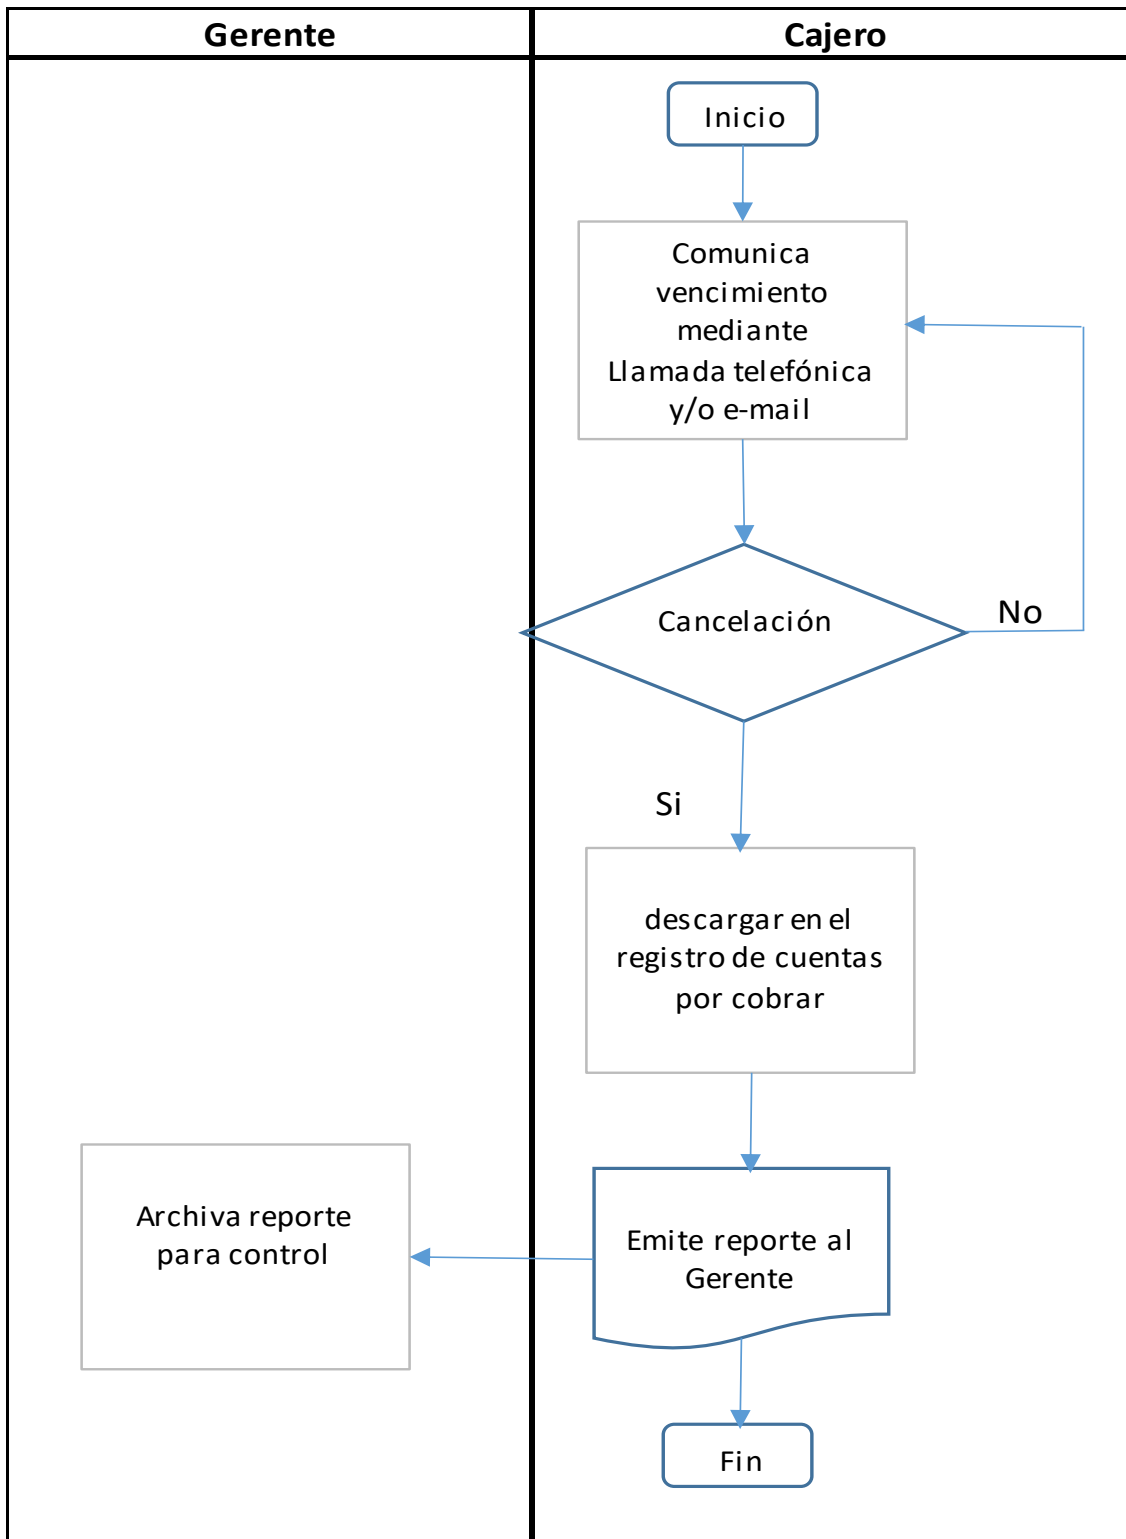 Gerente
Cajero
Inicio
Comunica
vencimiento
mediante
Llamada telefónica
y/o e-mail
Cancelación
No
Si
descargar en el
registro de cuentas
por cobrar
Archiva reporte
para control
Emite reporte al
Gerente
Fin